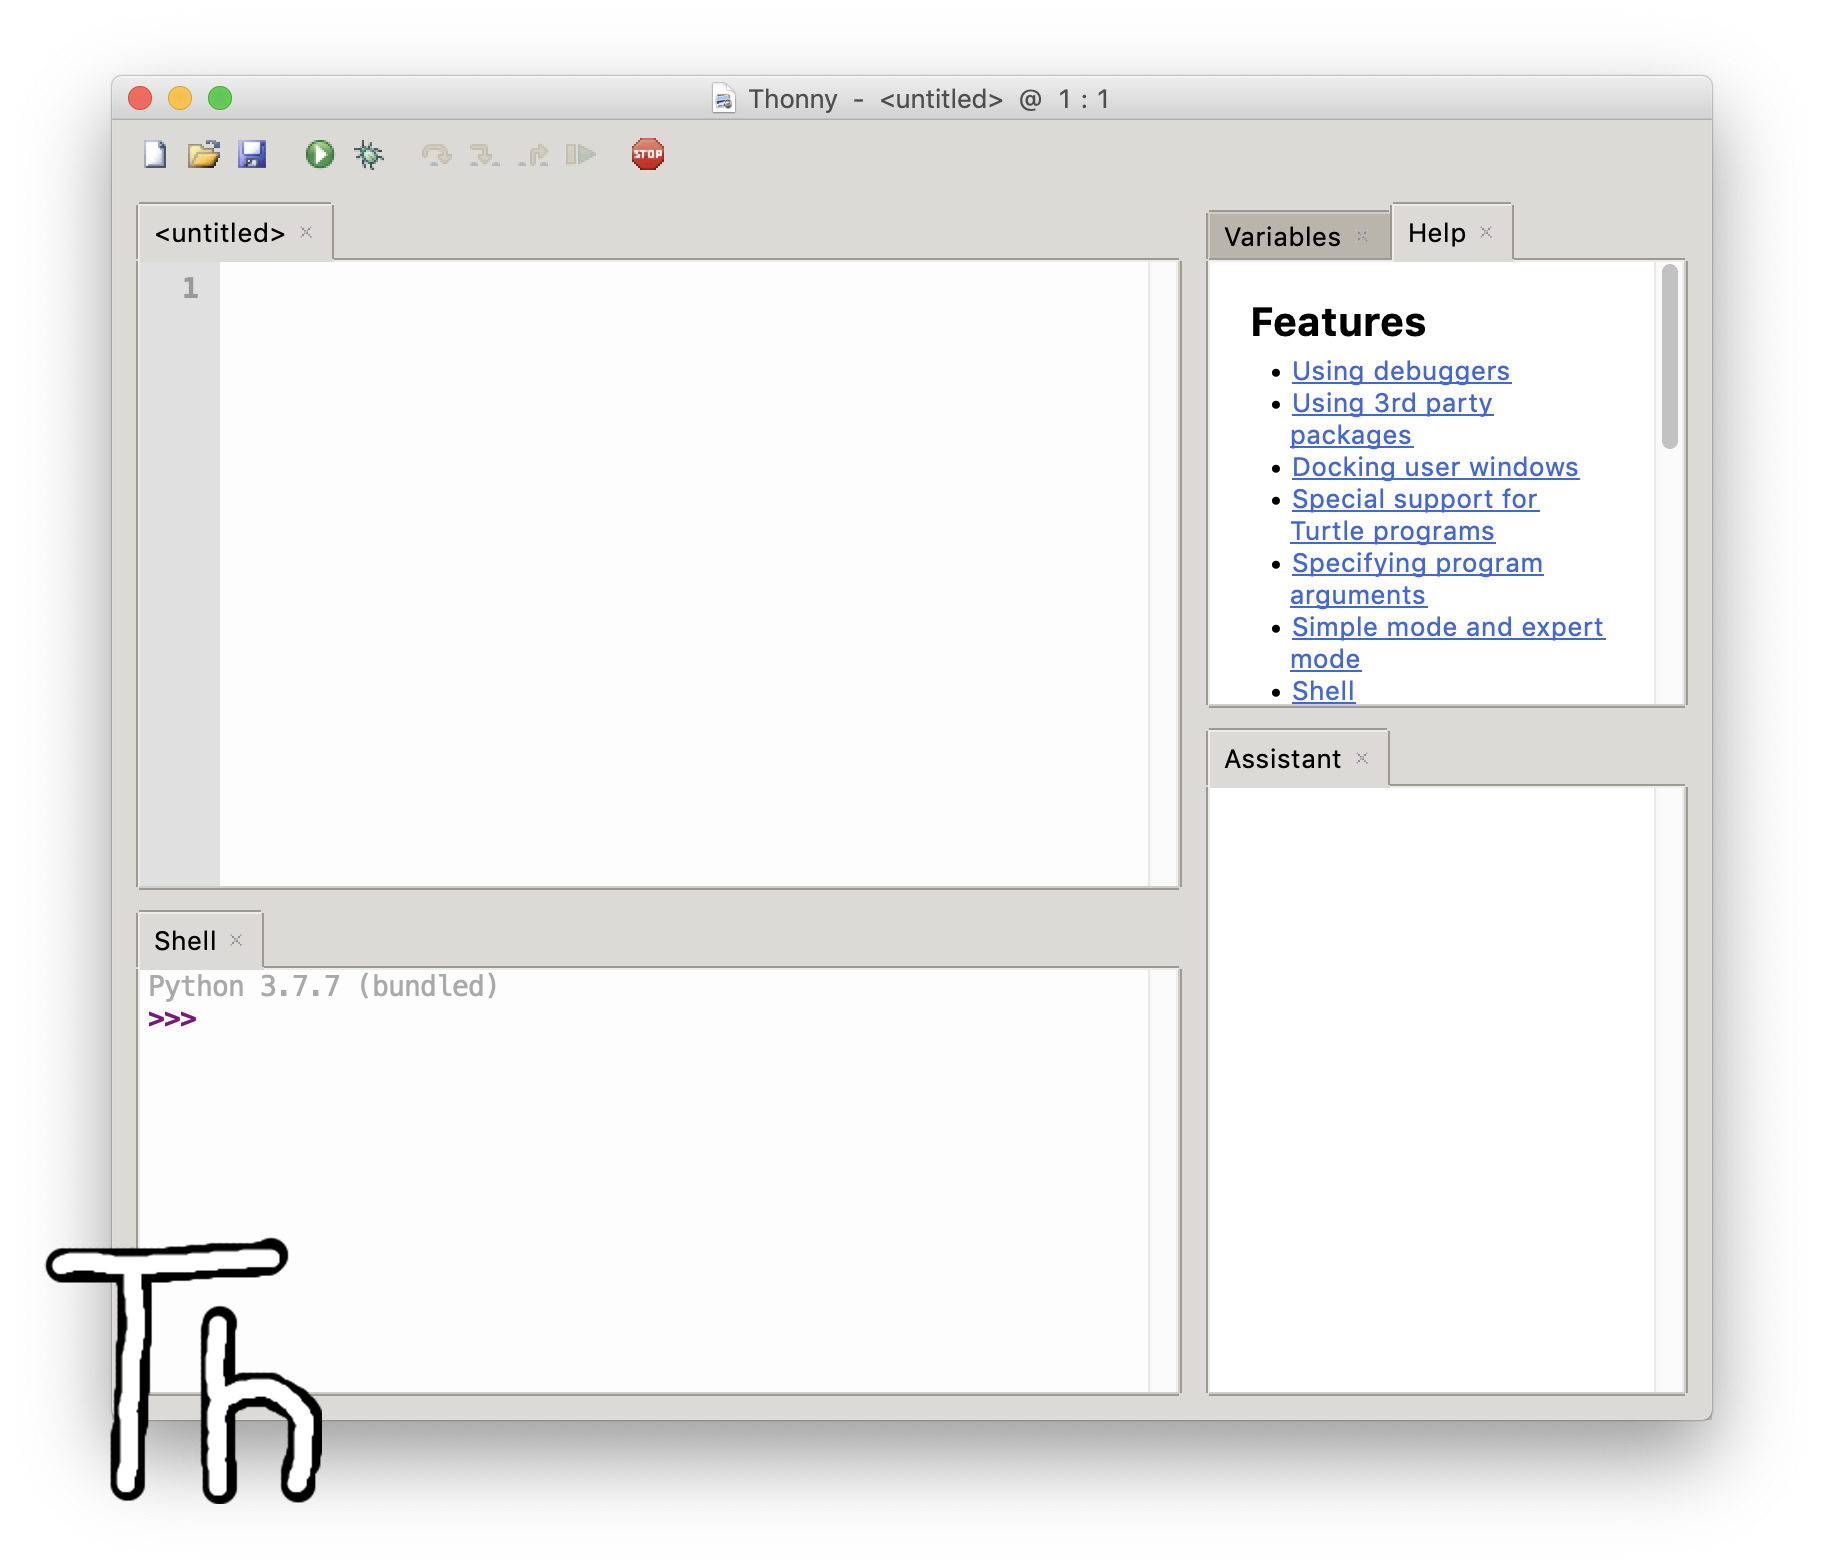 Thonny - <untitled> @ 1 : 1
STOP
<untitled>
1
Variables
Help
Features
Using debuggers
Using 3rd party
packages
Docking user windows
Special support for
Turtle programs
Specifying program
arguments
Simple mode and expert
mode
Shell
Assistant
Shell
Python 3.7.7 (bundled)
>>>
Th